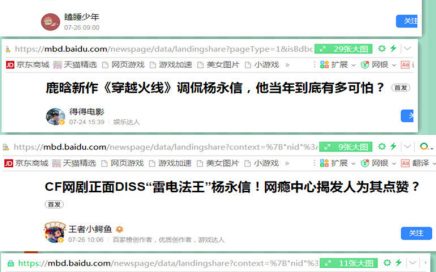 嗑睡少年
07-26 09:00
关注
https://mbd.baidu.com/newspage/data/landingshare?pageType=1&isBdbo
29张大图
京东商城 天猫精选 网页游戏 游戏加速 美女图片 小游戏 » 扩展 网银
鹿晗新作《穿越火线》调侃杨永信，他当年到底有多可怕？
首发
得得电影
07-24 15:39 · 娱乐达人
关
https://mbd.baidu.com/newspage/data/landingshare?context=%7B"nid"%3
9张大图
京东商城 天猫精选 网页游戏 游戏加速 美女图片 小游戏 » 扩展 网银 翻译
CF网剧正面DISS“雷电法王”杨永信！网瘾中心揭发人为其点赞？
首发
王者小鳄鱼
07-26 10:06 · 百家榜创作者，优质创作者，游戏达人
关注
https://mbd.baidu.com/newspage/data/landingshare?context=%7B"nid"%
11张大图